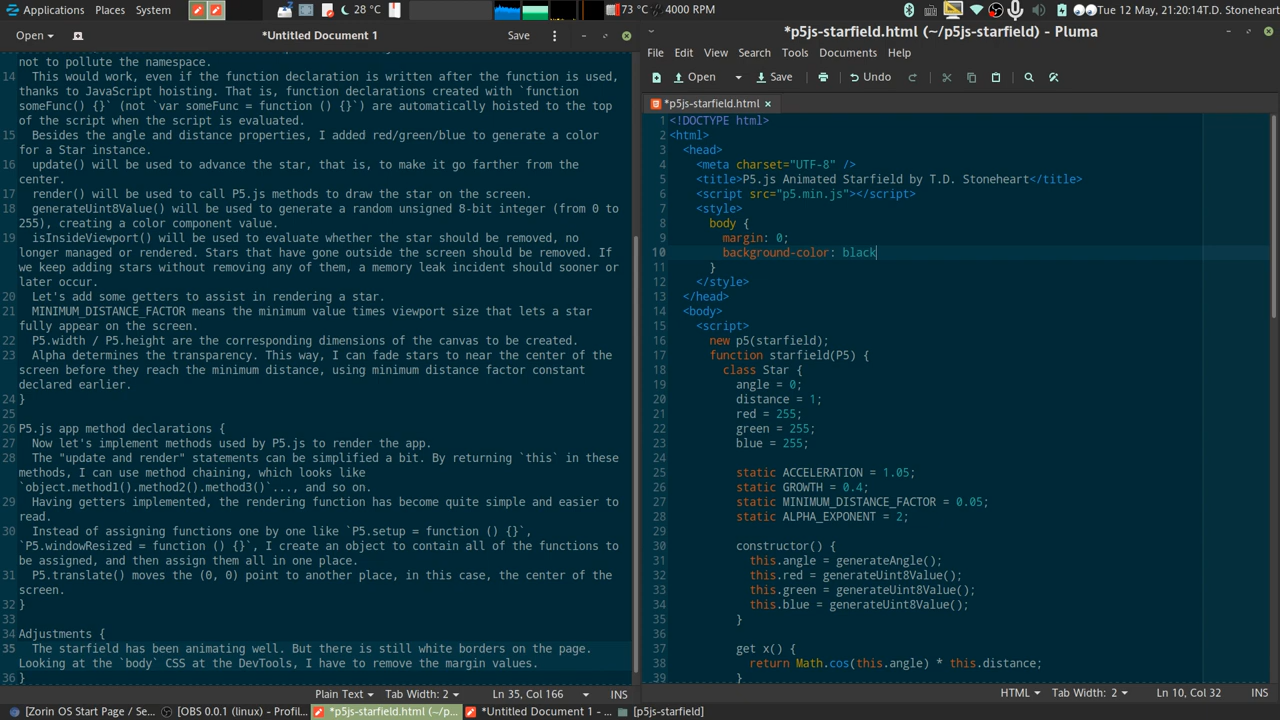 Applications Places System
28 °C
73 °C
4000 RPM
Tue 12 May, 21:20:14
T.D. Stoneheart
Open
*Untitled Document 1
Save
not to pollute the namespace.
14 This would work, even if the function declaration is written after the function is used,
thanks to JavaScript hoisting. That is, function declarations created with `function
someFunc() {}` (not `var someFunc = function () {}`) are automatically hoisted to the top
of the script when the script is evaluated.
15 Besides the angle and distance properties, I added red/green/blue to generate a color
for a Star instance.
16 update() will be used to advance the star, that is, to make it go farther from the
center.
17 render() will be used to call P5.js methods to draw the star on the screen.
18 generateUint8Value() will be used to generate a random unsigned 8-bit integer (from 0 to
255), creating a color component value.
19 isInsideViewport() will be used to evaluate whether the star should be removed, no
longer managed or rendered. Stars that have gone outside the screen should be removed. If
we keep adding stars without removing any of them, a memory leak incident should sooner or
later occur.
20 Let's add some getters to assist in rendering a star.
21 MINIMUM_DISTANCE_FACTOR means the minimum value times viewport size that lets a star
fully appear on the screen.
22 P5.width / P5.height are the corresponding dimensions of the canvas to be created.
23 Alpha determines the transparency. This way, I can fade stars to near the center of the
screen before they reach the minimum distance, using minimum distance factor constant
declared earlier.
24 }
25
26 P5.js app method declarations {
27 Now let's implement methods used by P5.js to render the app.
28 The "update and render" statements can be simplified a bit. By returning `this` in these
methods, I can use method chaining, which looks like
`object.method1().method2().method3()`..., and so on.
29 Having getters implemented, the rendering function has become quite simple and easier to
read.
30 Instead of assigning functions one by one like `P5.setup = function () {}`,
`P5.windowResized = function () {}`, I create an object to contain all of the functions to
be assigned, and then assign them all in one place.
31 P5.translate() moves the (0, 0) point to another place, in this case, the center of the
screen.
32 }
33
34 Adjustments {
35 The starfield has been animating well. But there is still white borders on the page.
Looking at the `body` CSS at the DevTools, I have to remove the margin values.
36 }
Plain Text Tab Width: 2 Ln 35, Col 166 INS
*p5js-starfield.html (~/p5js-starfield) - Pluma
File Edit View Search Tools Documents Help
Open Save Undo
*p5js-starfield.html ×
1 <!DOCTYPE html>
2 <html>
3 <head>
4 <meta charset="UTF-8" />
5 <title>P5.js Animated Starfield by T.D. Stoneheart</title>
6 <script src="p5.min.js"></script>
7 <style>
8 body {
9 margin: 0;
10 background-color: black
11 }
12 </style>
13 </head>
14 <body>
15 <script>
16 new p5(starfield);
17 function starfield(P5) {
18 class Star {
19 angle = 0;
20 distance = 1;
21 red = 255;
22 green = 255;
23 blue = 255;
24
25 static ACCELERATION = 1.05;
26 static GROWTH = 0.4;
27 static MINIMUM_DISTANCE_FACTOR = 0.05;
28 static ALPHA_EXPONENT = 2;
29
30 constructor() {
31 this.angle = generateAngle();
32 this.red = generateUint8Value();
33 this.green = generateUint8Value();
34 this.blue = generateUint8Value();
35 }
36
37 get x() {
38 return Math.cos(this.angle) * this.distance;
39 }
HTML Tab Width: 2 Ln 10, Col 32 INS
[Zorin OS Start Page / Se... [OBS 0.0.1 (linux) - Profil... *p5js-starfield.html (~/p... *Untitled Document 1 - ... [p5js-starfield]